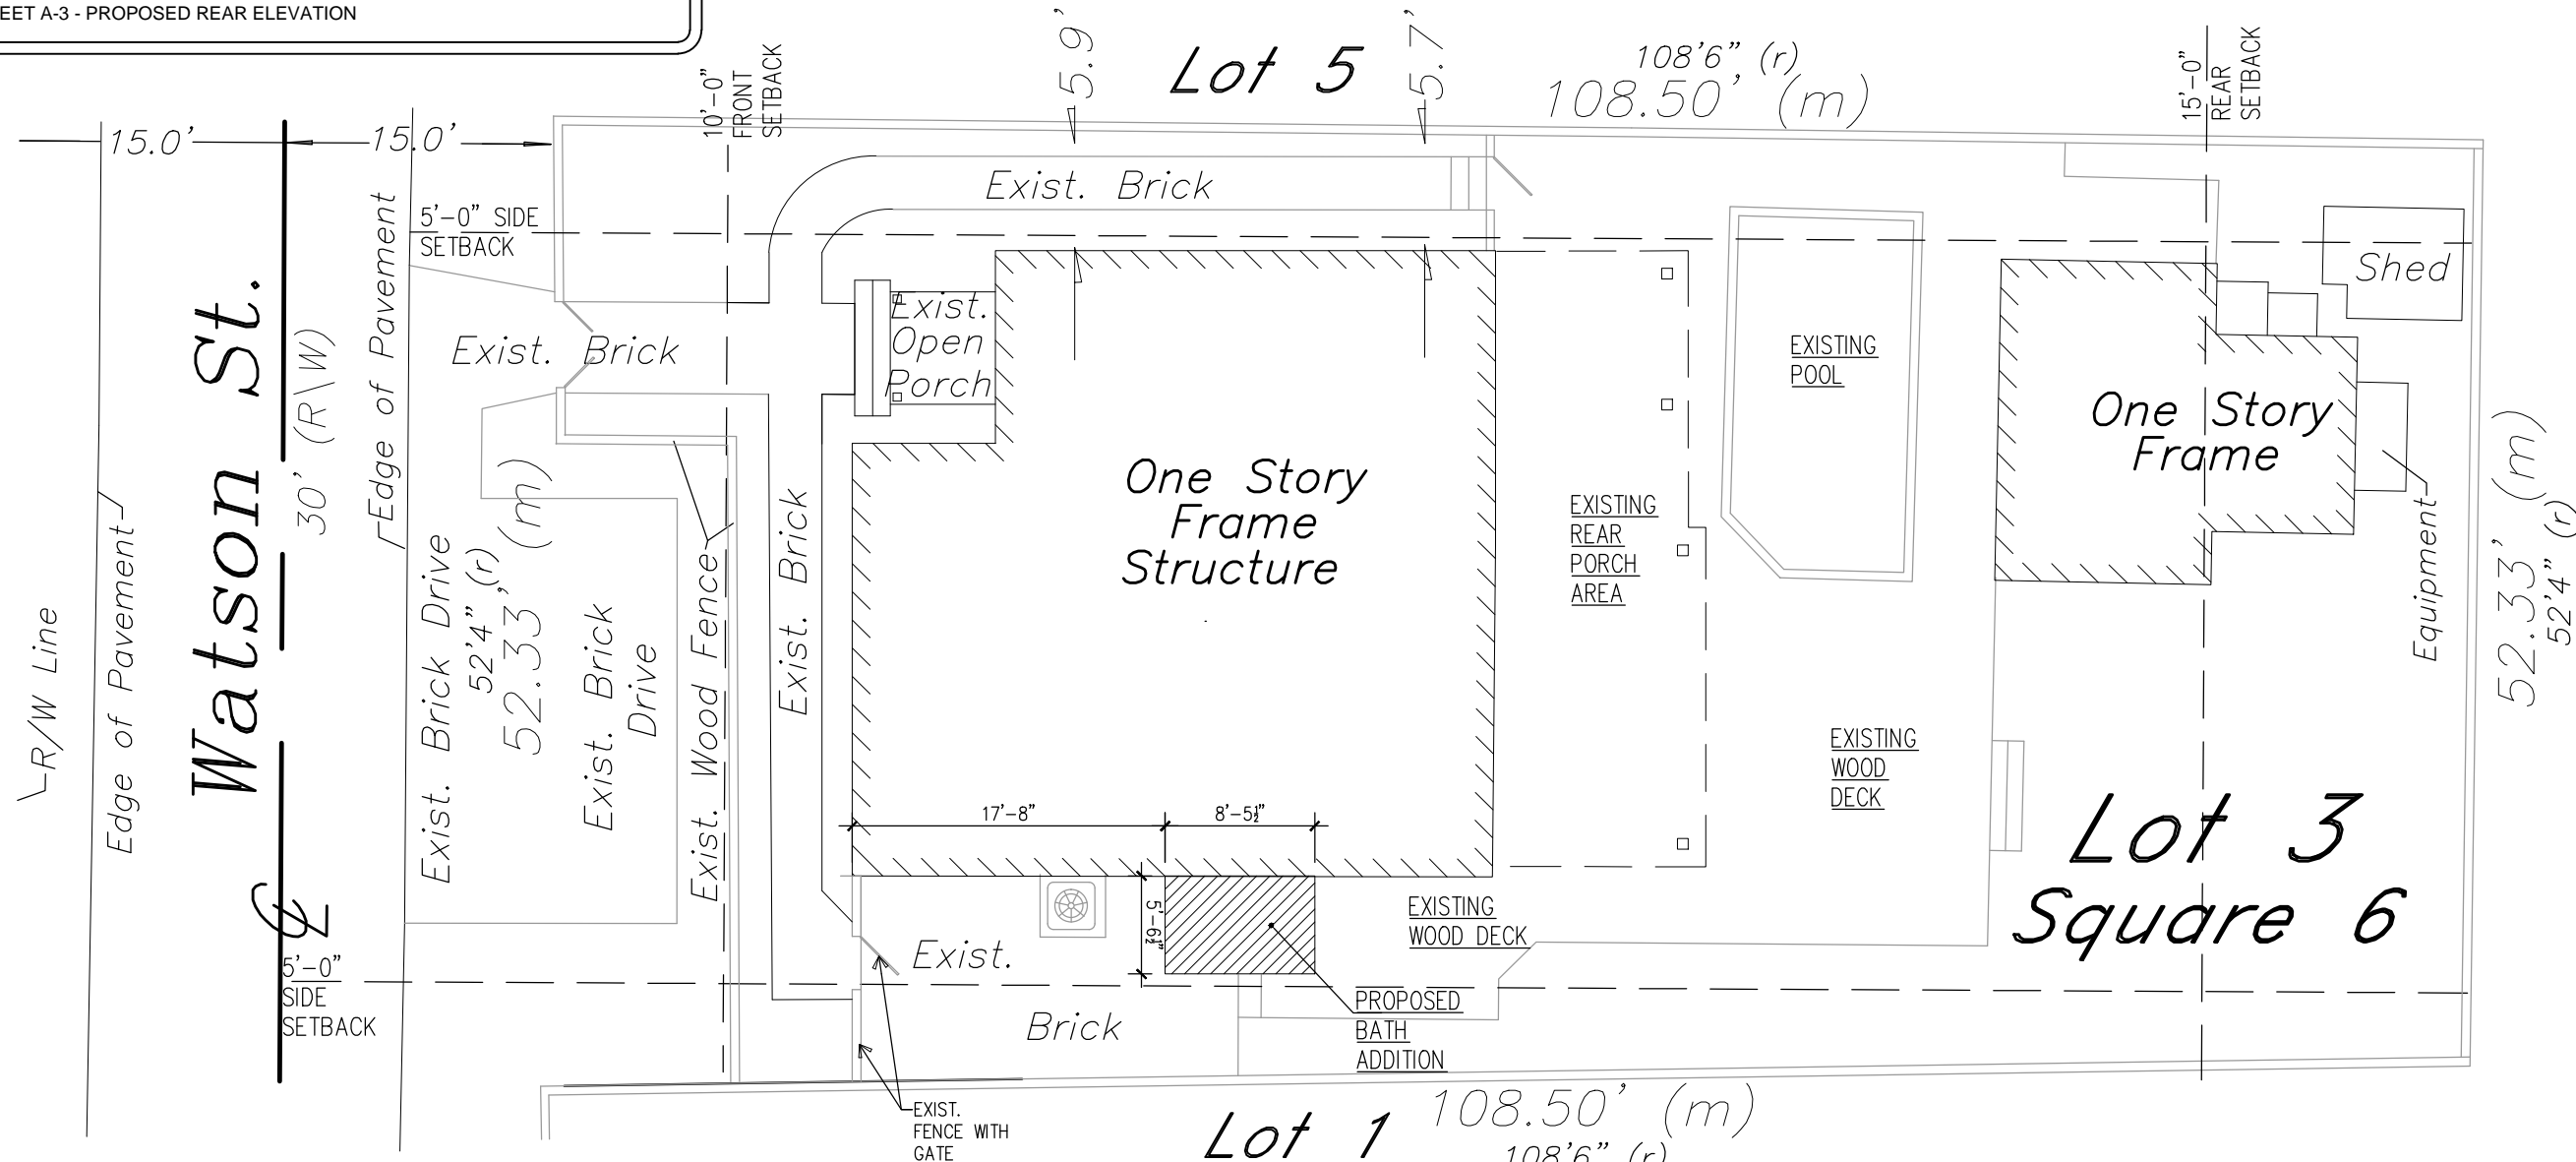 EET A-3 - PROPOSED REAR ELEVATION
15.0'
15.0'
10'-0"
FRONT
SETBACK
5.9'
Lot 5
5.7'
108'6" (r)
108.50' (m)
15'-0"
REAR
SETBACK
5'-0" SIDE
SETBACK
Exist. Brick
Exist. Brick
Exist.
Open
Porch
Shed
EXISTING
POOL
One Story
Frame
One Story
Frame
Structure
EXISTING
REAR
PORCH
AREA
Equipment
52.33' (m)
52'4" (r)
R/W Line
Edge of Pavement
Watson St.
30' (R\W)
Edge of Pavement
Exist. Brick Drive
52'4" (r)
52.33' (m)
Exist. Brick
Drive
Exist. Wood Fence
Exist. Brick
EXISTING
WOOD
DECK
17'-8"
8'-5½"
5'-6½"
Lot 3
Square 6
EXISTING
WOOD DECK
Exist.
Brick
5'-0"
SIDE
SETBACK
PROPOSED
BATH
ADDITION
EXIST.
FENCE WITH
GATE
Lot 1
108.50' (m)
108'6" (r)